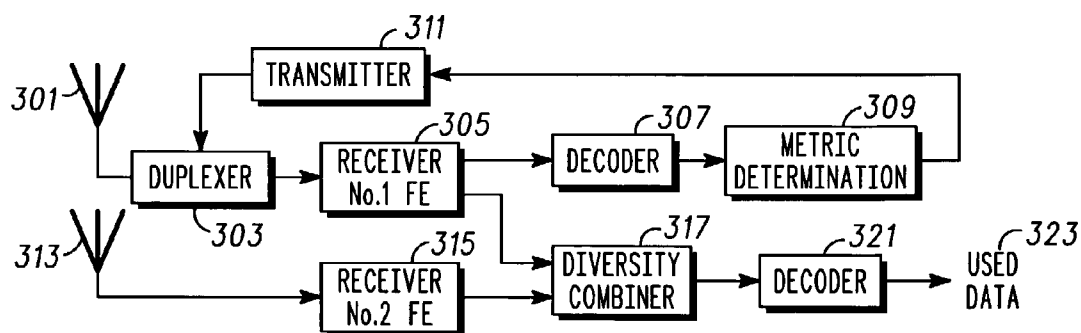 311
TRANSMITTER
301
305
307
309
DUPLEXER
RECEIVER
No.1 FE
DECODER
METRIC
DETERMINATION
303
313
315
317
321
323
RECEIVER
No.2 FE
DIVERSITY
COMBINER
DECODER
USED
DATA